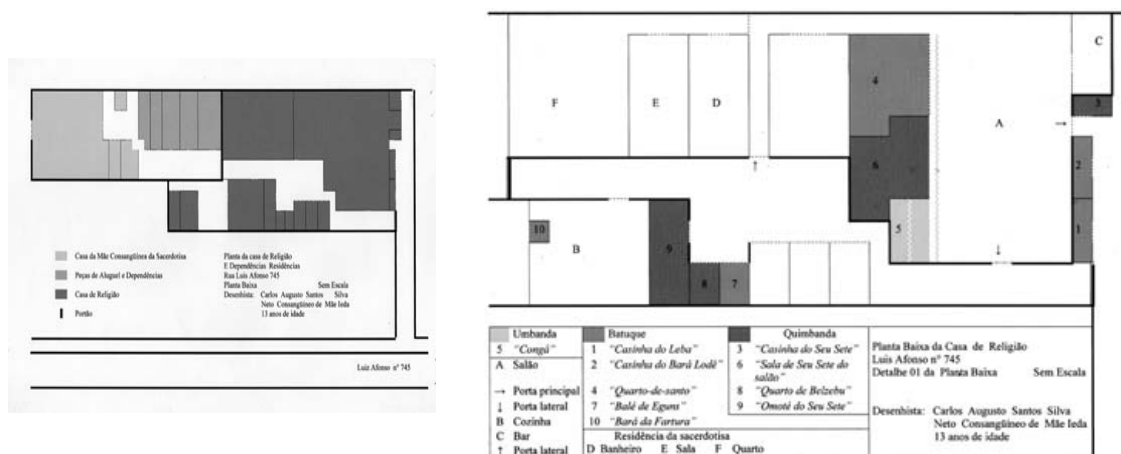 Casa da Mãe Consangüínea da Sacerdotisa
Peças de Aluguel e Dependências
Casa de Religião
Portão
Planta da casa de Religião
E Dependências Residências
Rua Luis Afonso 745
Planta Baixa Sem Escala
Desenhista: Carlos Augusto Santos Silva
Neto Consangüíneo de Mãe Ieda
13 anos de idade
Luiz Afonso nº 745
F
E
D
4
A
→
C
3
6
2
↑
10
B
9
5
1
↓
8
7
Umbanda
5 "Congá"
A Salão
→ Porta principal
↓ Porta lateral
B Cozinha
C Bar
↑ Porta lateral
Batuque
1 "Casinha do Leba"
2 "Casinha do Bará Lodê"
4 "Quarto-de-santo"
7 "Balé de Eguns"
10 "Bará da Fartura"
Quimbanda
3 "Casinha do Seu Sete"
6 "Sala de Seu Sete do
salão"
8 "Quarto de Belzebu"
9 "Omoté do Seu Sete"
Residência da sacerdotisa
D Banheiro E Sala F Quarto
Planta Baixa da Casa de Religião
Luis Afonso nº 745
Detalhe 01 da Planta Baixa Sem Escala
Desenhista: Carlos Augusto Santos Silva
Neto Consangüíneo de Mãe Ieda
13 anos de idade